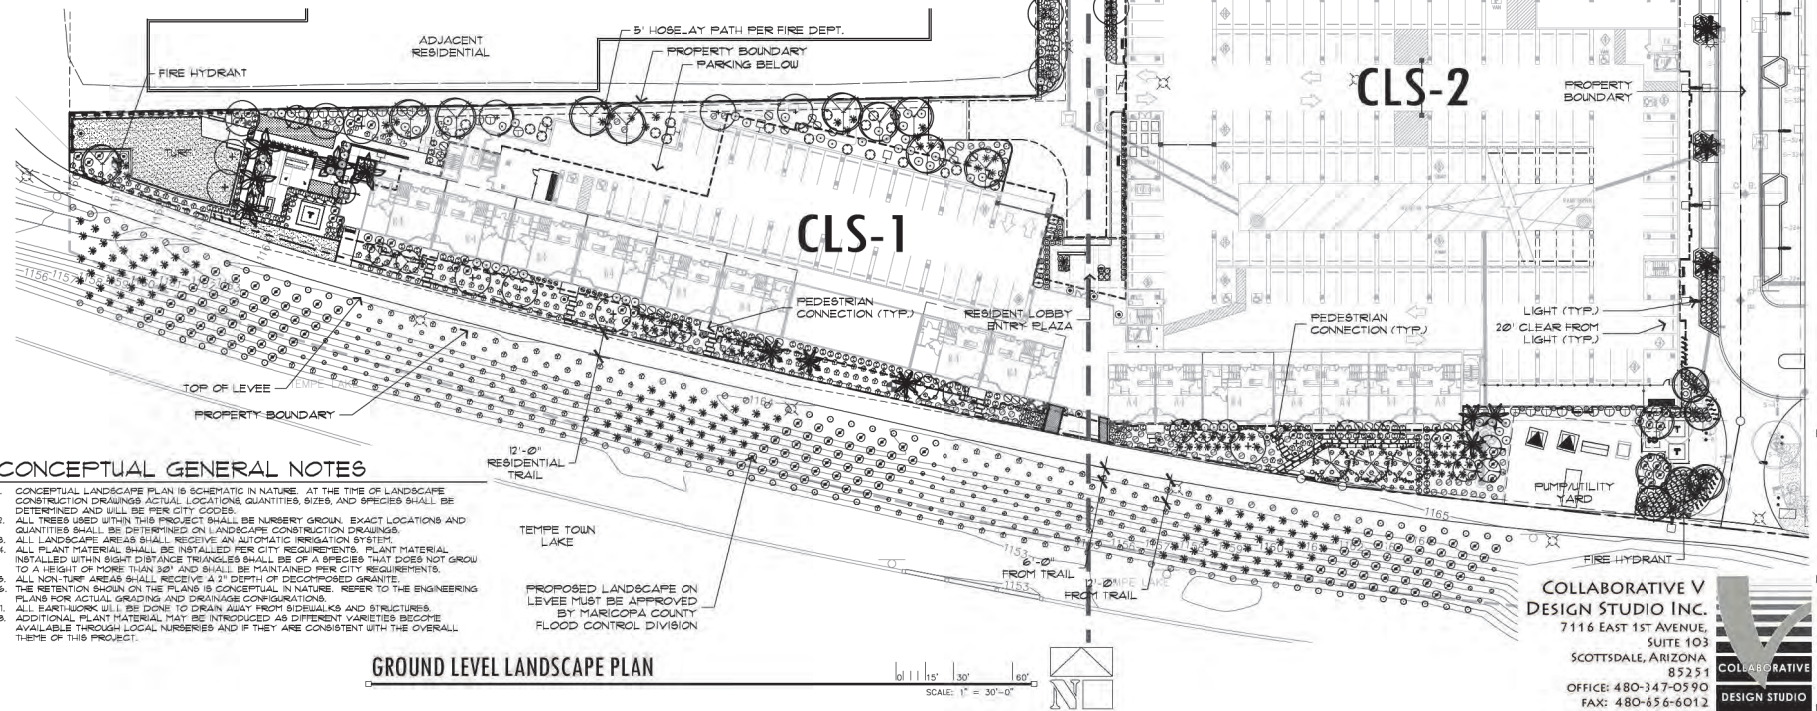 ADJACENT
RESIDENTIAL
5' HOSELAY PATH PER FIRE DEPT.
PROPERTY BOUNDARY
PARKING BELOW
FIRE HYDRANT
TURF
CLS-1
CLS-2
PROPERTY
BOUNDARY
PEDESTRIAN
CONNECTION (TYP.)
RESIDENT LOBBY
ENTRY PLAZA
PEDESTRIAN
CONNECTION (TYP.)
LIGHT (TYP.)
20' CLEAR FROM
LIGHT (TYP.)
TOP OF LEVEE
TEMPE LAKE
PROPERTY BOUNDARY
1156
1157
1164
A4 A4 A4 A4 A4
12'-0"
RESIDENTIAL
TRAIL
PUMP/UTILITY
YARD
1165
TEMPE TOWN
LAKE
1153
6'-0"
FROM TRAIL
1153
12'-0"
FROM TRAIL
FIRE HYDRANT
PROPOSED LANDSCAPE ON
LEVEE MUST BE APPROVED
BY MARICOPA COUNTY
FLOOD CONTROL DIVISION
CONCEPTUAL GENERAL NOTES
CONCEPTUAL LANDSCAPE PLAN IS SCHEMATIC IN NATURE. AT THE TIME OF LANDSCAPE
CONSTRUCTION DRAWINGS ACTUAL LOCATIONS, QUANTITIES, SIZES, AND SPECIES SHALL BE
DETERMINED AND WILL BE PER CITY CODES.
ALL TREES USED WITHIN THIS PROJECT SHALL BE NURSERY GROWN. EXACT LOCATIONS AND
QUANTITIES SHALL BE DETERMINED ON LANDSCAPE CONSTRUCTION DRAWINGS.
ALL LANDSCAPE AREAS SHALL RECEIVE AN AUTOMATIC IRRIGATION SYSTEM.
ALL PLANT MATERIAL SHALL BE INSTALLED PER CITY REQUIREMENTS. PLANT MATERIAL
INSTALLED WITHIN SIGHT DISTANCE TRIANGLES SHALL BE OF A SPECIES THAT DOES NOT GROW
TO A HEIGHT OF MORE THAN 30" AND SHALL BE MAINTAINED PER CITY REQUIREMENTS.
ALL NON-TURF AREAS SHALL RECEIVE A 2" DEPTH OF DECOMPOSED GRANITE.
THE RETENTION SHOWN ON THE PLANS IS CONCEPTUAL IN NATURE. REFER TO THE ENGINEERING
PLANS FOR ACTUAL GRADING AND DRAINAGE CONFIGURATIONS.
ALL EARTHWORK WILL BE DONE TO DRAIN AWAY FROM SIDEWALKS AND STRUCTURES.
ADDITIONAL PLANT MATERIAL MAY BE INTRODUCED AS DIFFERENT VARIETIES BECOME
AVAILABLE THROUGH LOCAL NURSERIES AND IF THEY ARE CONSISTENT WITH THE OVERALL
THEME OF THIS PROJECT.
GROUND LEVEL LANDSCAPE PLAN
0 15' 30' 60'
SCALE: 1" = 30'-0"
N
COLLABORATIVE V
DESIGN STUDIO INC.
7116 EAST 1ST AVENUE,
SUITE 103
SCOTTSDALE, ARIZONA
85251
OFFICE: 480-347-0590
FAX: 480-656-6012
COLLABORATIVE
DESIGN STUDIO